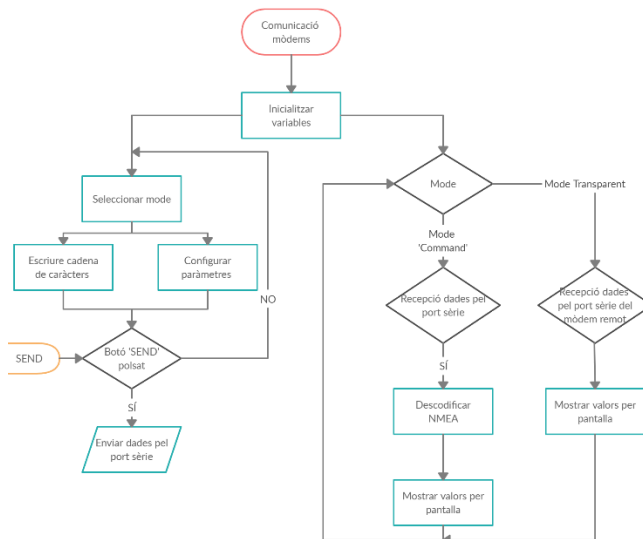 Comunicació
mòdems
Inicialitzar
variables
Seleccionar mode
Escriure cadena
de caràcters
Configurar
paràmetres
NO
SEND
Botó 'SEND'
polsat
SÍ
Enviar dades pel
port sèrie
Mode
Mode Transparent
Mode
'Command'
Recepció dades pel
port sèrie
Recepció dades
pel port sèrie del
mòdem remot
SÍ
Descodificar
NMEA
Mostrar valors per
pantalla
Mostrar valors per
pantalla